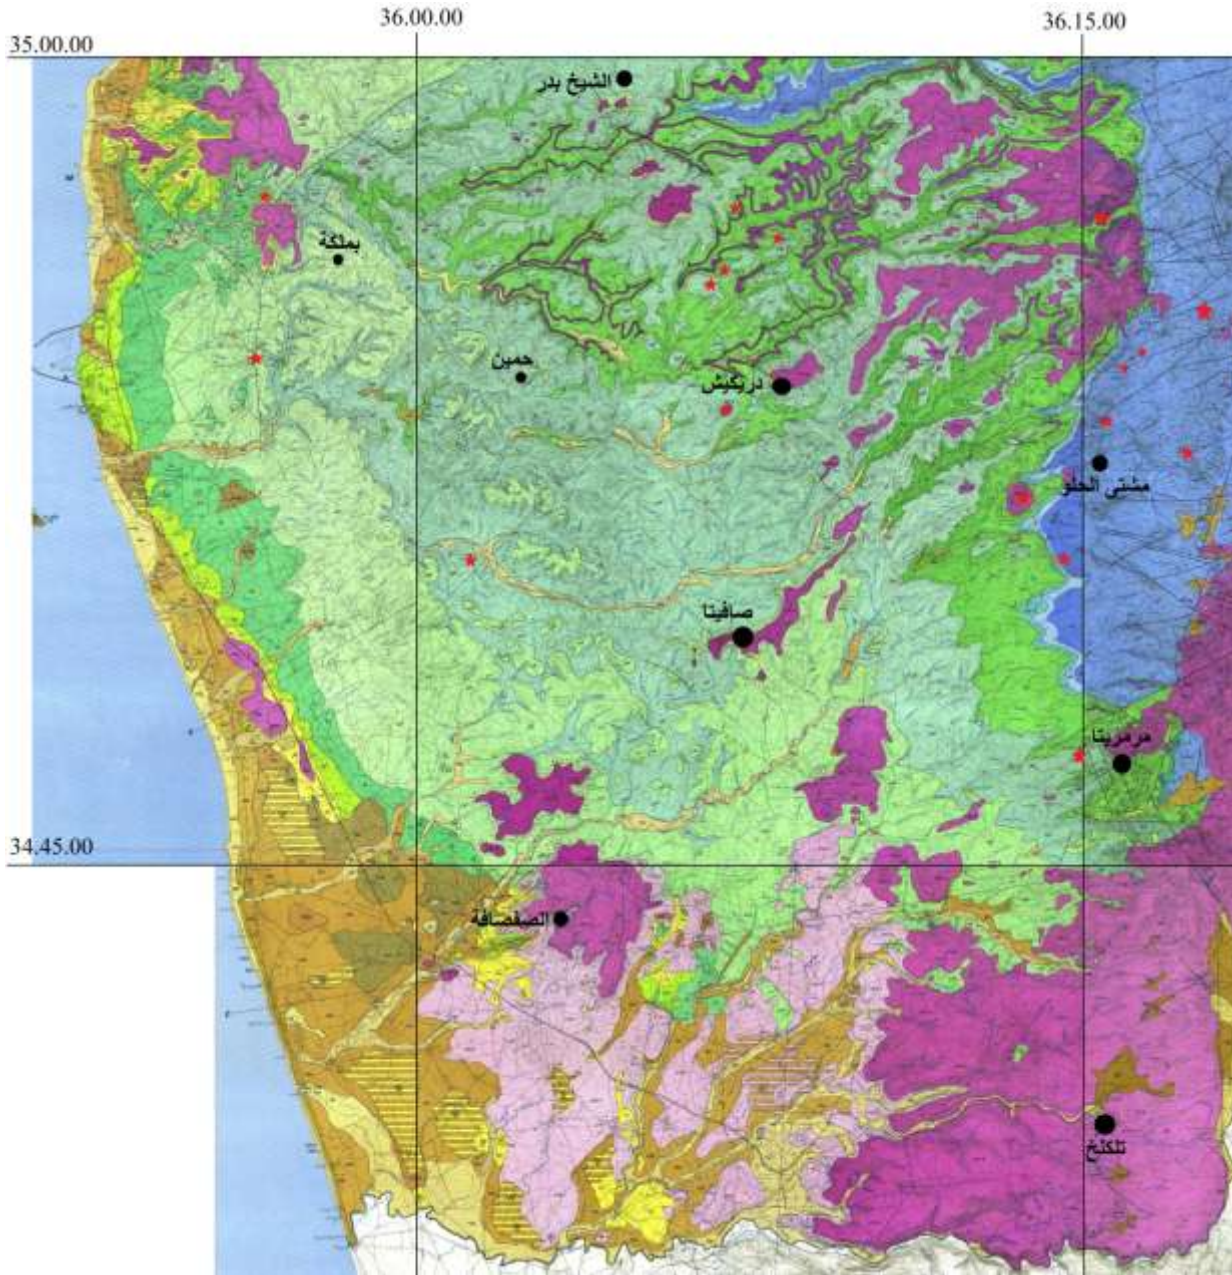 36.00.00
36.15.00
35.00.00
الشيخ بدر
بملكة
حمين
دريكيش
مشتى الحلو
صافيتا
مرمريتا
34.45.00
الصفصافة
تلكلخ